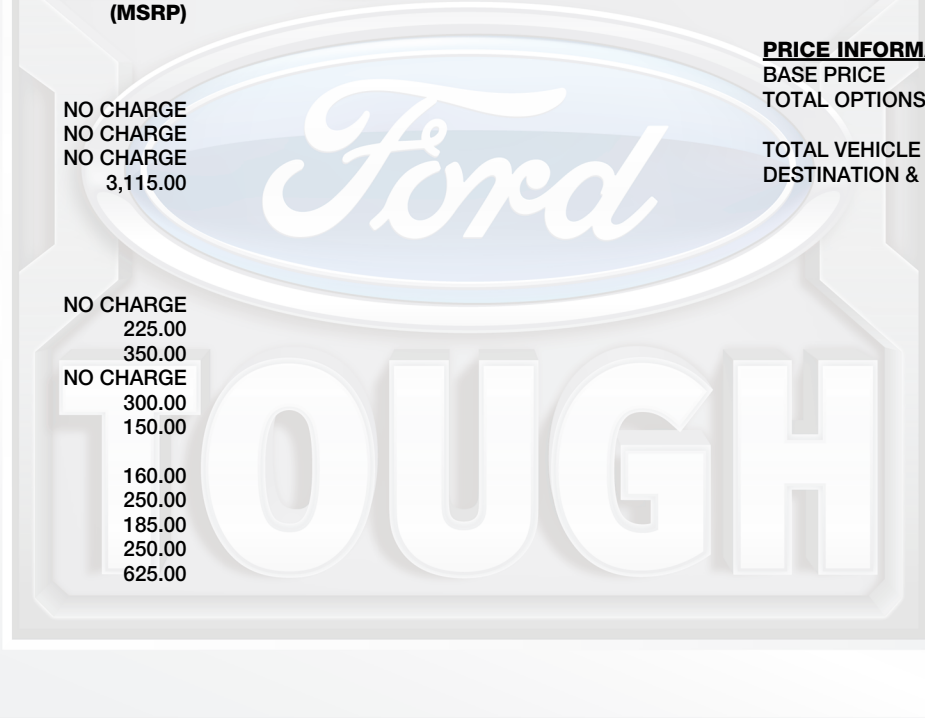 (MSRP)
NO CHARGE
NO CHARGE
NO CHARGE
3,115.00
NO CHARGE
225.00
350.00
NO CHARGE
300.00
150.00
160.00
250.00
185.00
250.00
625.00
PRICE INFORMA
BASE PRICE
TOTAL OPTIONS
TOTAL VEHICLE
DESTINATION &
Ford
TOUGH